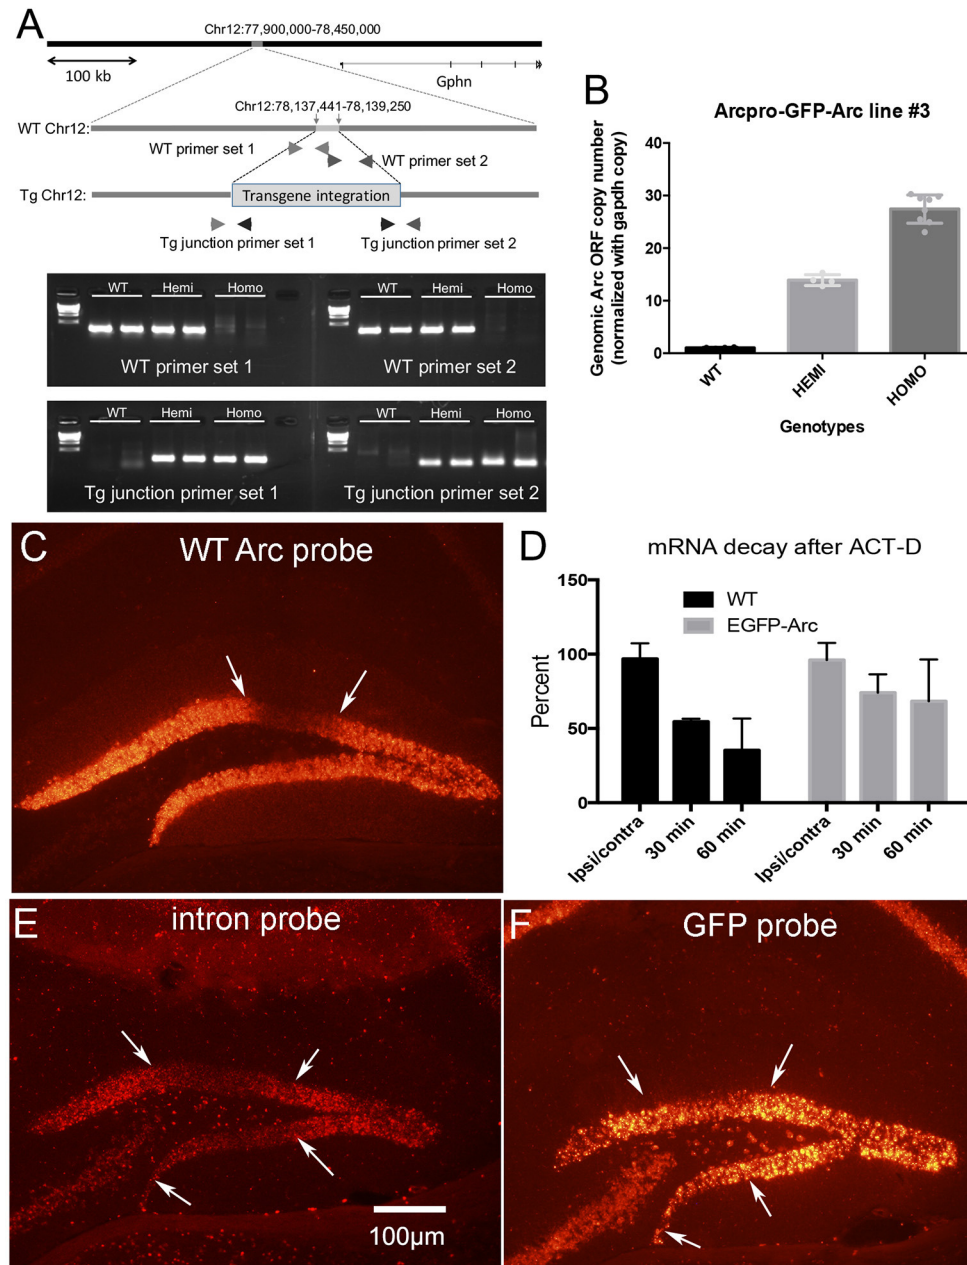 A
Chr12:77,900,000-78,450,000
100 kb
Gphn
Chr12:78,137,441-78,139,250
WT Chr12:
WT primer set 1
WT primer set 2
Tg Chr12:
Transgene integration
Tg junction primer set 1
Tg junction primer set 2
WT
Hemi
Homo
WT
Hemi
Homo
WT primer set 1
WT primer set 2
WT
Hemi
Homo
WT
Hemi
Homo
Tg junction primer set 1
Tg junction primer set 2
B
Arcpro-GFP-Arc line #3
Genomic Arc ORF copy number
(normalized with gapdh copy)
40
30
20
10
0
WT
HEMI
HOMO
Genotypes
C
WT Arc probe
D
mRNA decay after ACT-D
WT
EGFP-Arc
Percent
150
100
50
0
Ipsi/contra
30 min
60 min
Ipsi/contra
30 min
60 min
E
intron probe
100µm
F
GFP probe